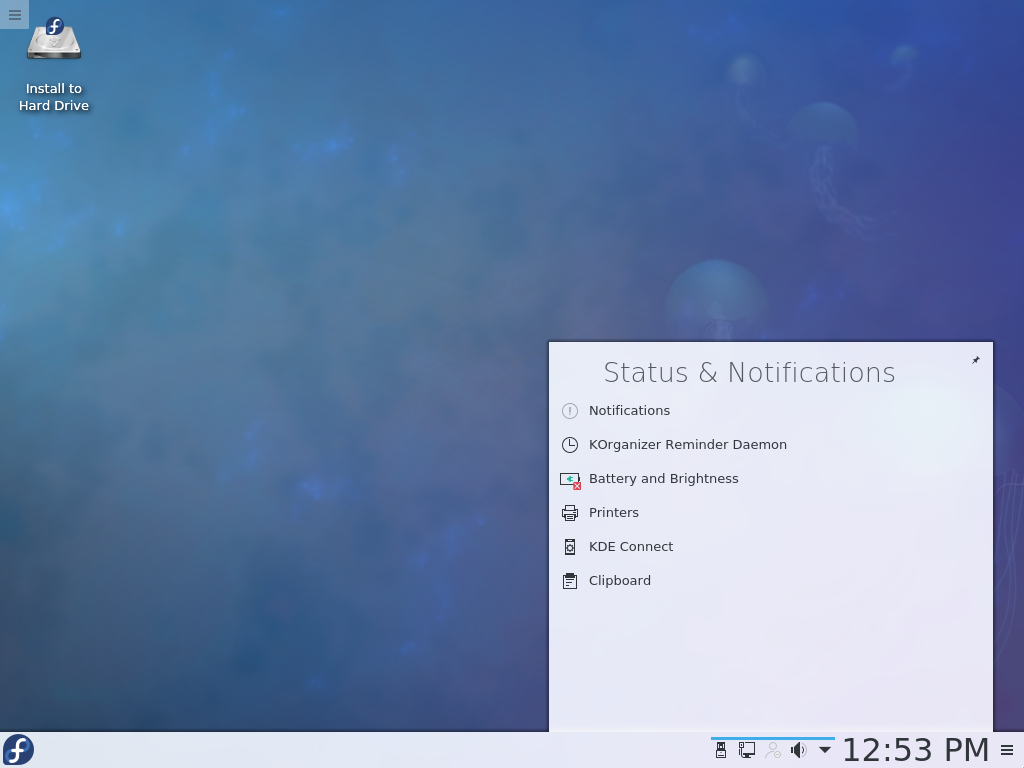 Install to
Hard Drive
Status & Notifications
Notifications
KOrganizer Reminder Daemon
Battery and Brightness
Printers
KDE Connect
Clipboard
12:53 PM